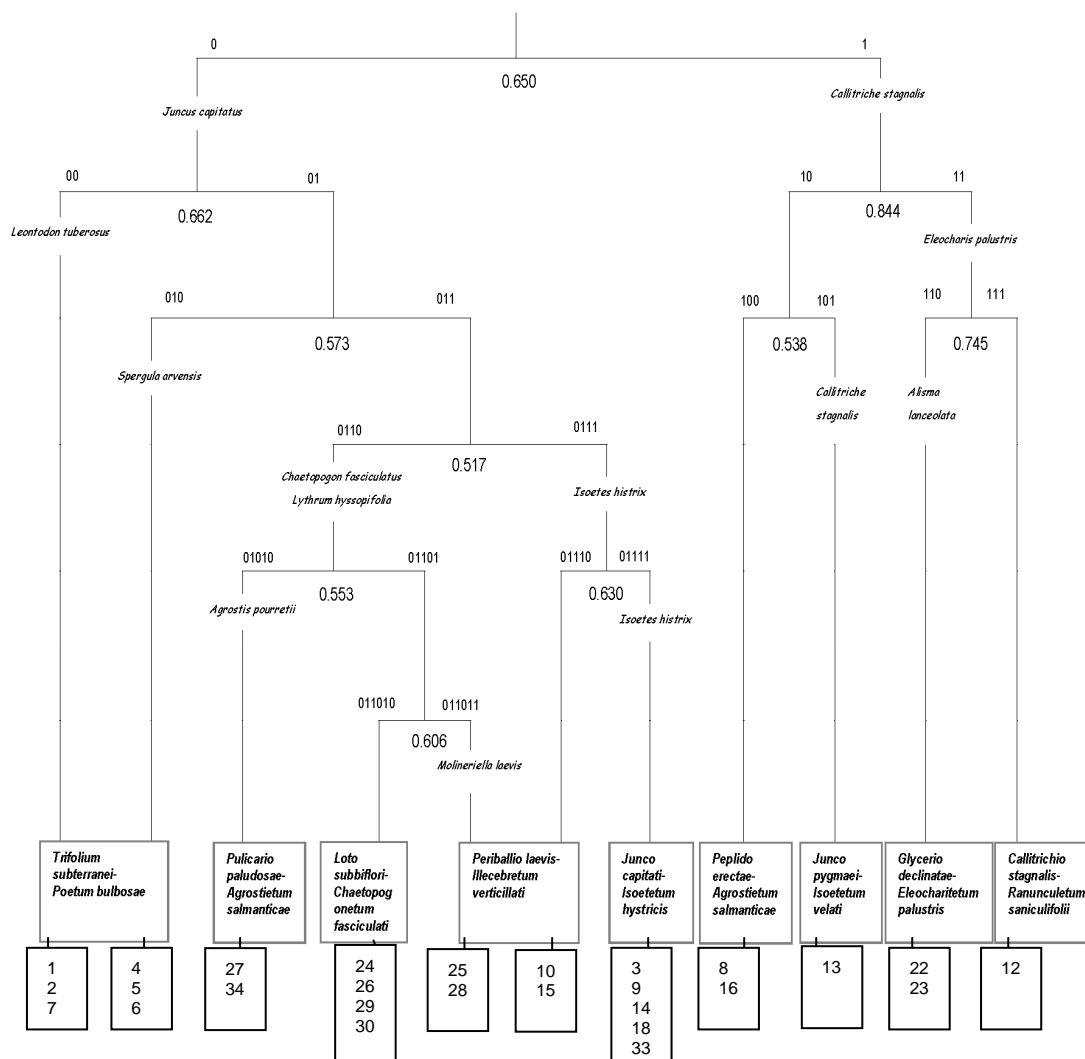 0
1
0.650
Juncus capitatus
Callitriche stagnalis
00
01
0.662
10
11
0.844
Leontodon tuberosus
Eleocharis palustris
010
011
0.573
100
101
0.538
110
111
0.745
Spergula arvensis
Callitriche
stagnalis
Alisma
lanceolata
0110
0111
0.517
Chaetopogon fasciculatus
Lythrum hyssopifolia
Isoetes histrix
01010
01101
0.553
01110
01111
0.630
Agrostis pourretii
Isoetes histrix
011010
011011
0.606
Molineriella laevis
Trifolium
subterranei-
Poetum bulbosae
Pulicario
paludosae-
Agrostietum
salmanticae
Loto
subbiflori-
Chaetopog
onetum
fasciculati
Periballio laevis-
Illecebretum
verticillati
Junco
capitati-
Isoetetum
hystricis
Peplido
erectae-
Agrostietum
salmanticae
Junco
pygmaei-
Isoetetum
velati
Glycerio
declinatae-
Eleocharitetum
palustris
Callitrichio
stagnalis-
Ranunculetum
saniculifolii
1
2
7
4
5
6
27
34
24
26
29
30
25
28
10
15
3
9
14
18
33
8
16
13
22
23
12